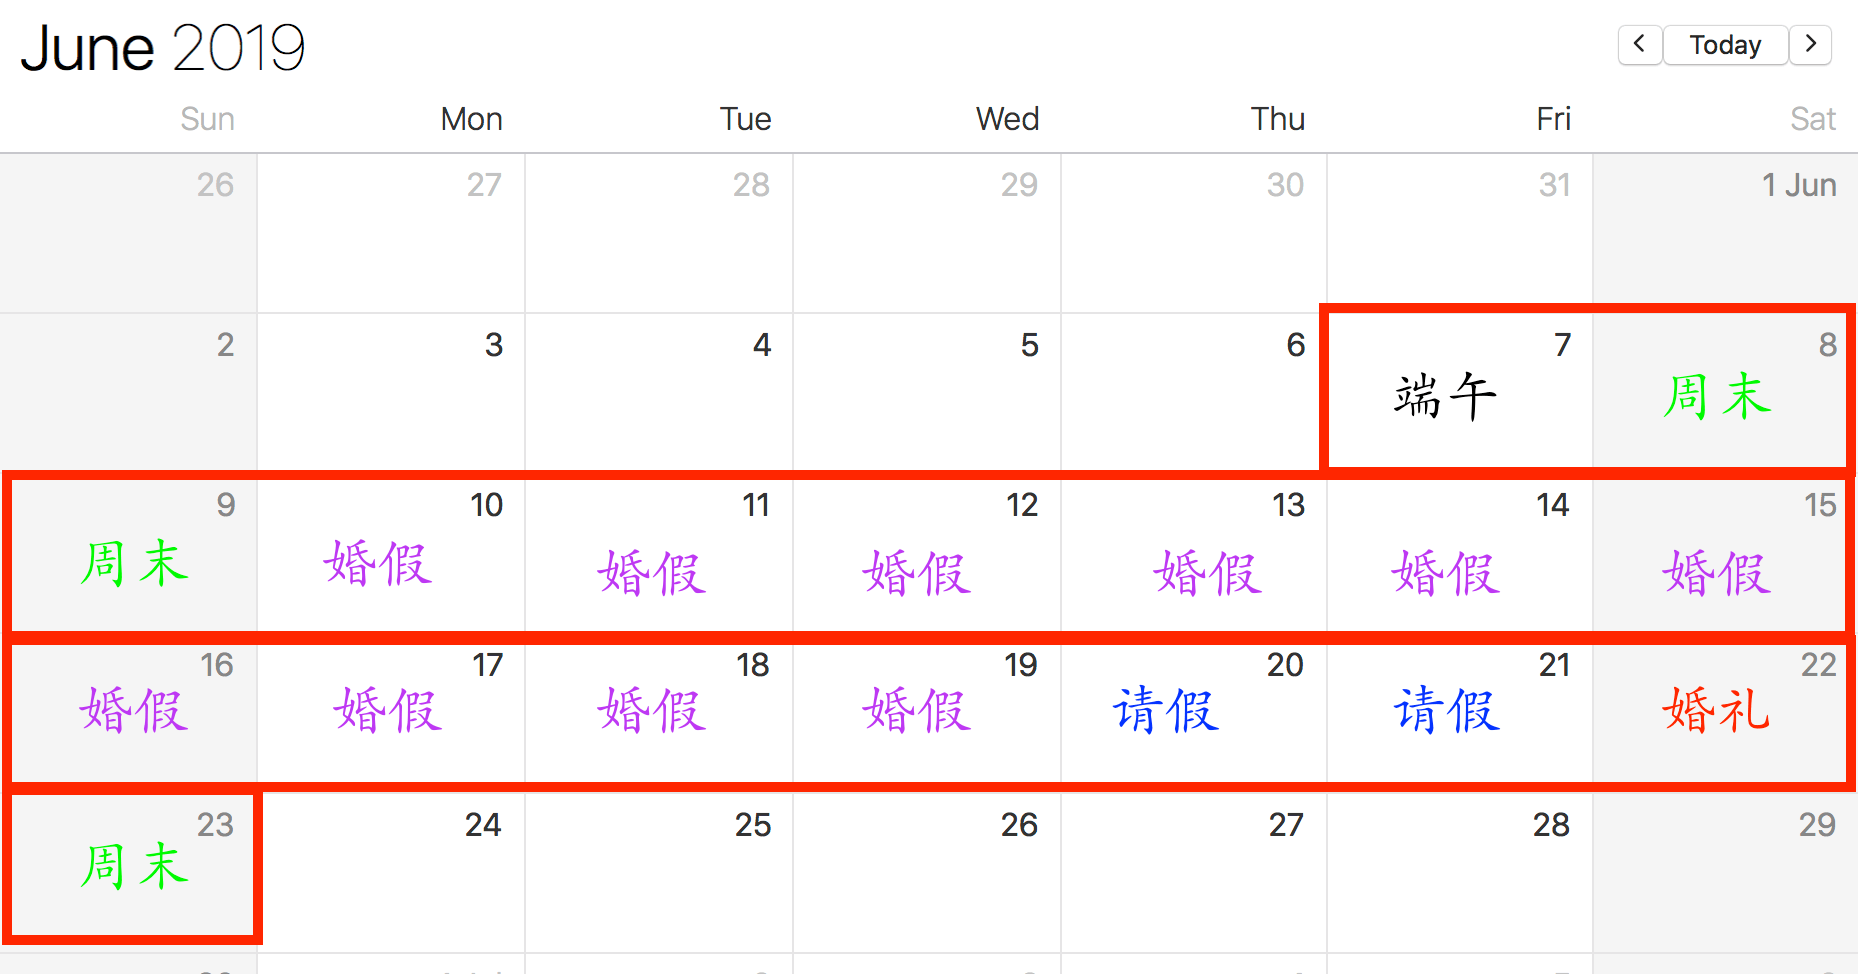 June 2019
Today
Sun Mon Tue Wed Thu Fri Sat
26 27 28 29 30 31 1 Jun
2 3 4 5 6 7 8
端午 周末
9 10 11 12 13 14 15
周末 婚假 婚假 婚假 婚假 婚假 婚假
16 17 18 19 20 21 22
婚假 婚假 婚假 婚假 请假 请假 婚礼
23 24 25 26 27 28 29
周末